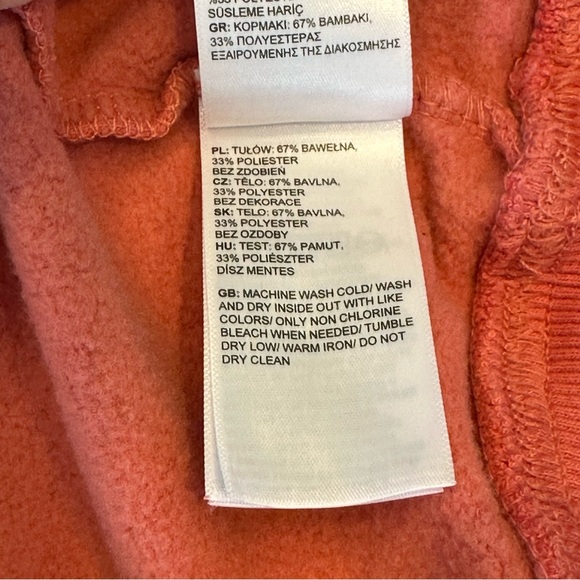 SÜSLEME HARİÇ
GR: ΚΟΡΜΑΚΙ: 67% ΒΑΜΒΑΚΙ,
33% ΠΟΛΥΕΣΤΕΡΑΣ
ΕΞΑΙΡΟΥΜΕΝΗΣ ΤΗΣ ΔΙΑΚΟΣΜΗΣΗΣ
PL: TUŁÓW: 67% BAWEŁNA,
33% POLIESTER
BEZ ZDOBIEŃ
CZ: TĚLO: 67% BAVLNA,
33% POLYESTER
BEZ DEKORACE
SK: TELO: 67% BAVLNA,
33% POLYESTER
BEZ OZDOBY
HU: TEST: 67% PAMUT,
33% POLIÉSZTER
DÍSZ MENTES
GB: MACHINE WASH COLD/ WASH
AND DRY INSIDE OUT WITH LIKE
COLORS/ ONLY NON CHLORINE
BLEACH WHEN NEEDED/ TUMBLE
DRY LOW/ WARM IRON/ DO NOT
DRY CLEAN